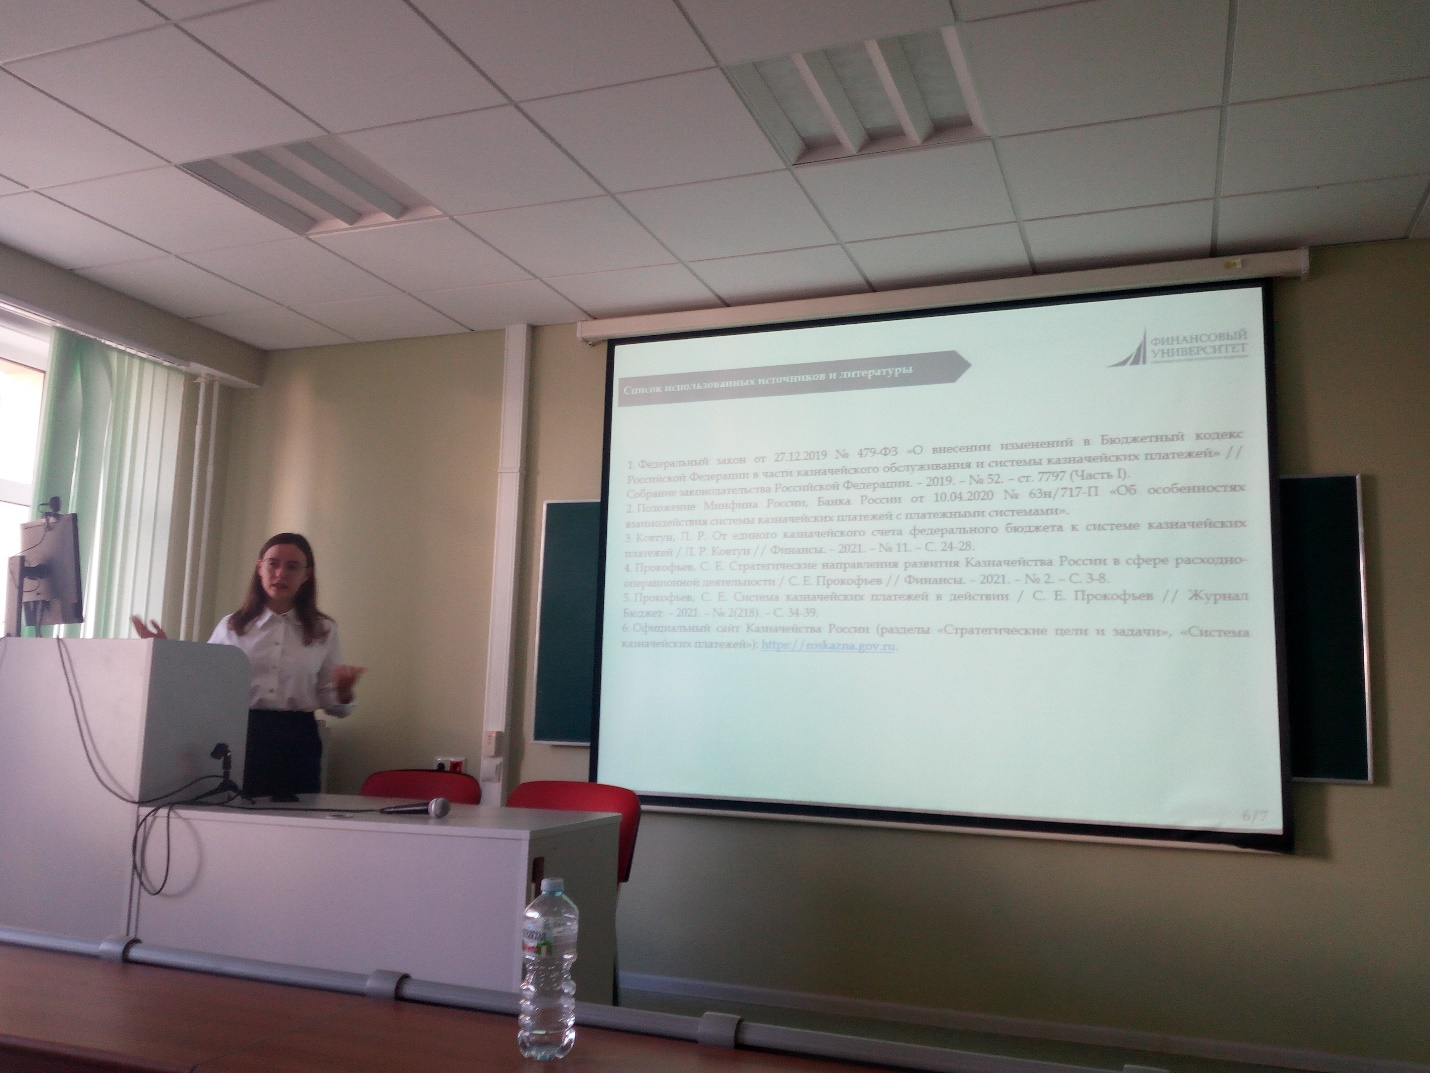 ФИНАНСОВЫЙ
УНИВЕРСИТЕТ
Список использованных источников и литературы
1. Федеральный закон от 27.12.2019 № 479-ФЗ «О внесении изменений в Бюджетный кодекс
Российской Федерации в части казначейского обслуживания и системы казначейских платежей» //
Собрание законодательства Российской Федерации. - 2019. - № 52. - ст. 7797 (Часть I).
2. Положение Минфина России, Банка России от 10.04.2020 № 63н/717-П «Об особенностях
взаимодействия системы казначейских платежей с платежными системами».
3. Ковтун, Л. Р. От единого казначейского счета федерального бюджета к системе казначейских
платежей / Л. Р. Ковтун // Финансы. - 2021. - № 11. - С. 24-28.
4. Прокофьев, С. Е. Стратегические направления развития Казначейства России в сфере расходно-
операционной деятельности / С. Е. Прокофьев // Финансы. - 2021. - № 2. - С. 3-8.
5. Прокофьев, С. Е. Система казначейских платежей в действии / С. Е. Прокофьев // Журнал
Бюджет. - 2021. - № 2(218). - С. 34-39.
6. Официальный сайт Казначейства России (разделы «Стратегические цели и задачи», «Система
казначейских платежей»): https://roskazna.gov.ru.
6/7